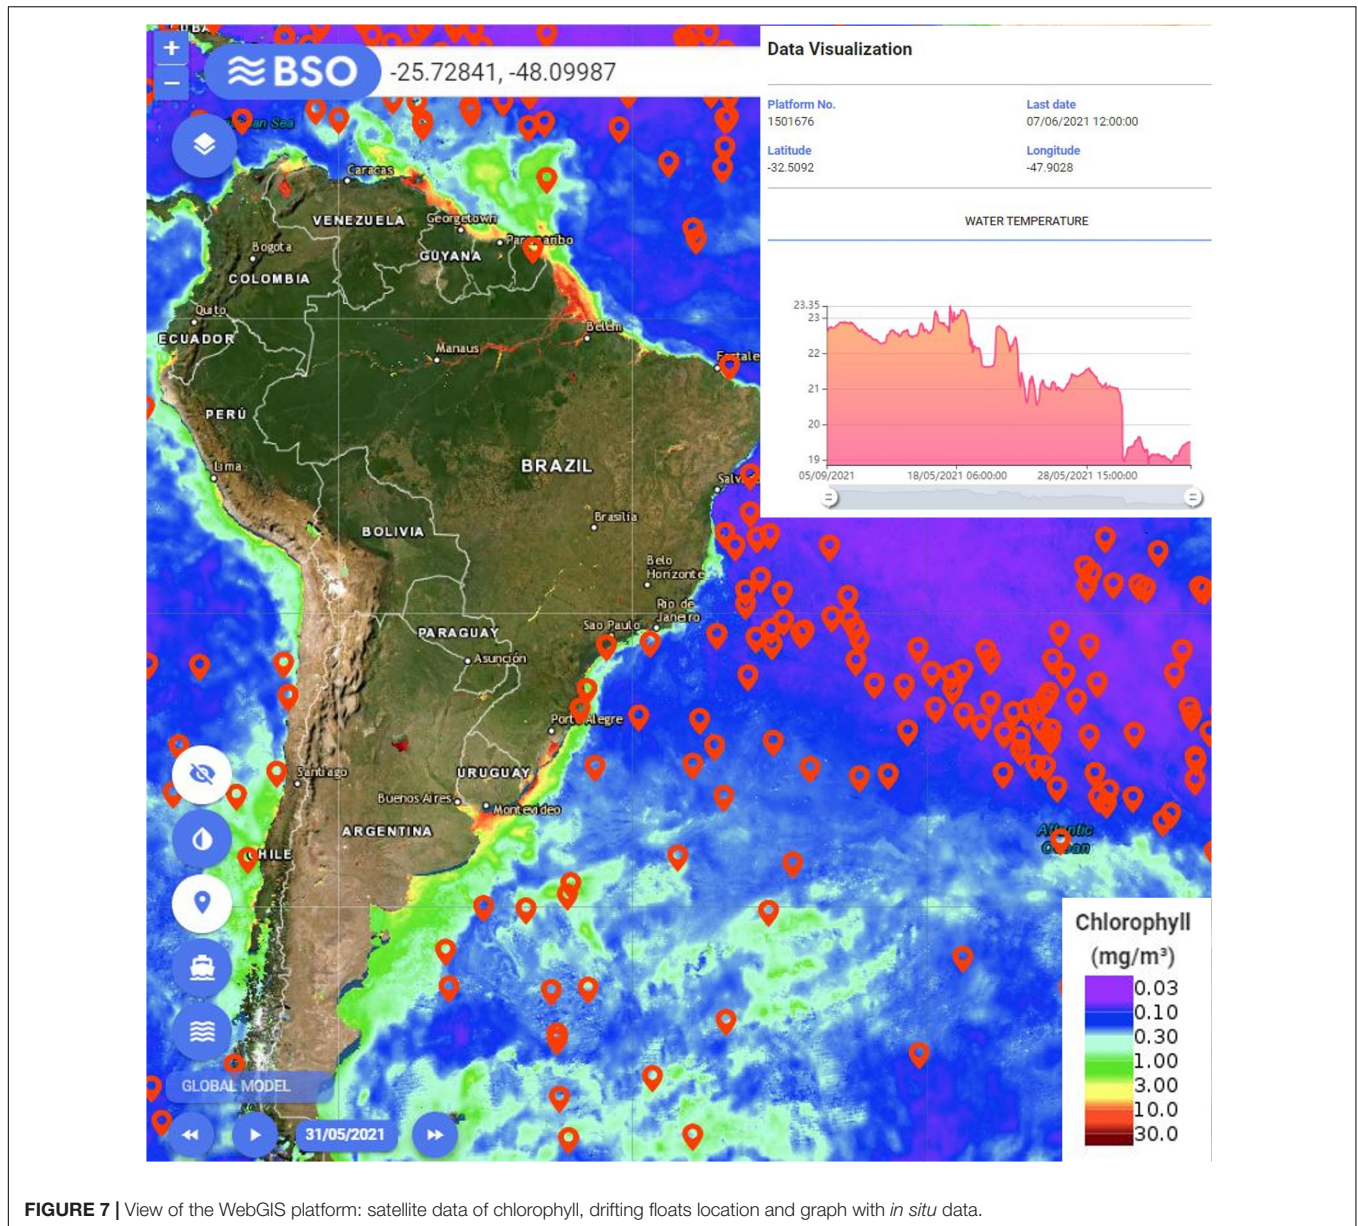 +
−
BSO
-25.72841, -48.09987
Data Visualization
Platform No.
Last date
1501676
07/06/2021 12:00:00
Latitude
Longitude
-32.5092
-47.9028
WATER TEMPERATURE
23.35
23
22
21
20
19
05/09/2021
18/05/2021 06:00:00
28/05/2021 15:00:00
Sea
Caracas
VENEZUELA
Georgetown
Paramaribo
Bogota
GUYANA
COLOMBIA
Quito
ECUADOR
Belém
Manaus
PERÚ
Lima
BRAZIL
BOLIVIA
Brasília
Belo
Horizonte
Rio de
Janeiro
Sao Paulo
PARAGUAY
Asunción
Porto Alegre
Santiago
URUGUAY
Buenos Aires
Montevideo
ARGENTINA
CHILE
Atlantic
Ocean
Chlorophyll
(mg/m³)
0.03
0.10
0.30
1.00
3.00
10.0
30.0
GLOBAL MODEL
31/05/2021
FIGURE 7 | View of the WebGIS platform: satellite data of chlorophyll, drifting floats location and graph with in situ data.